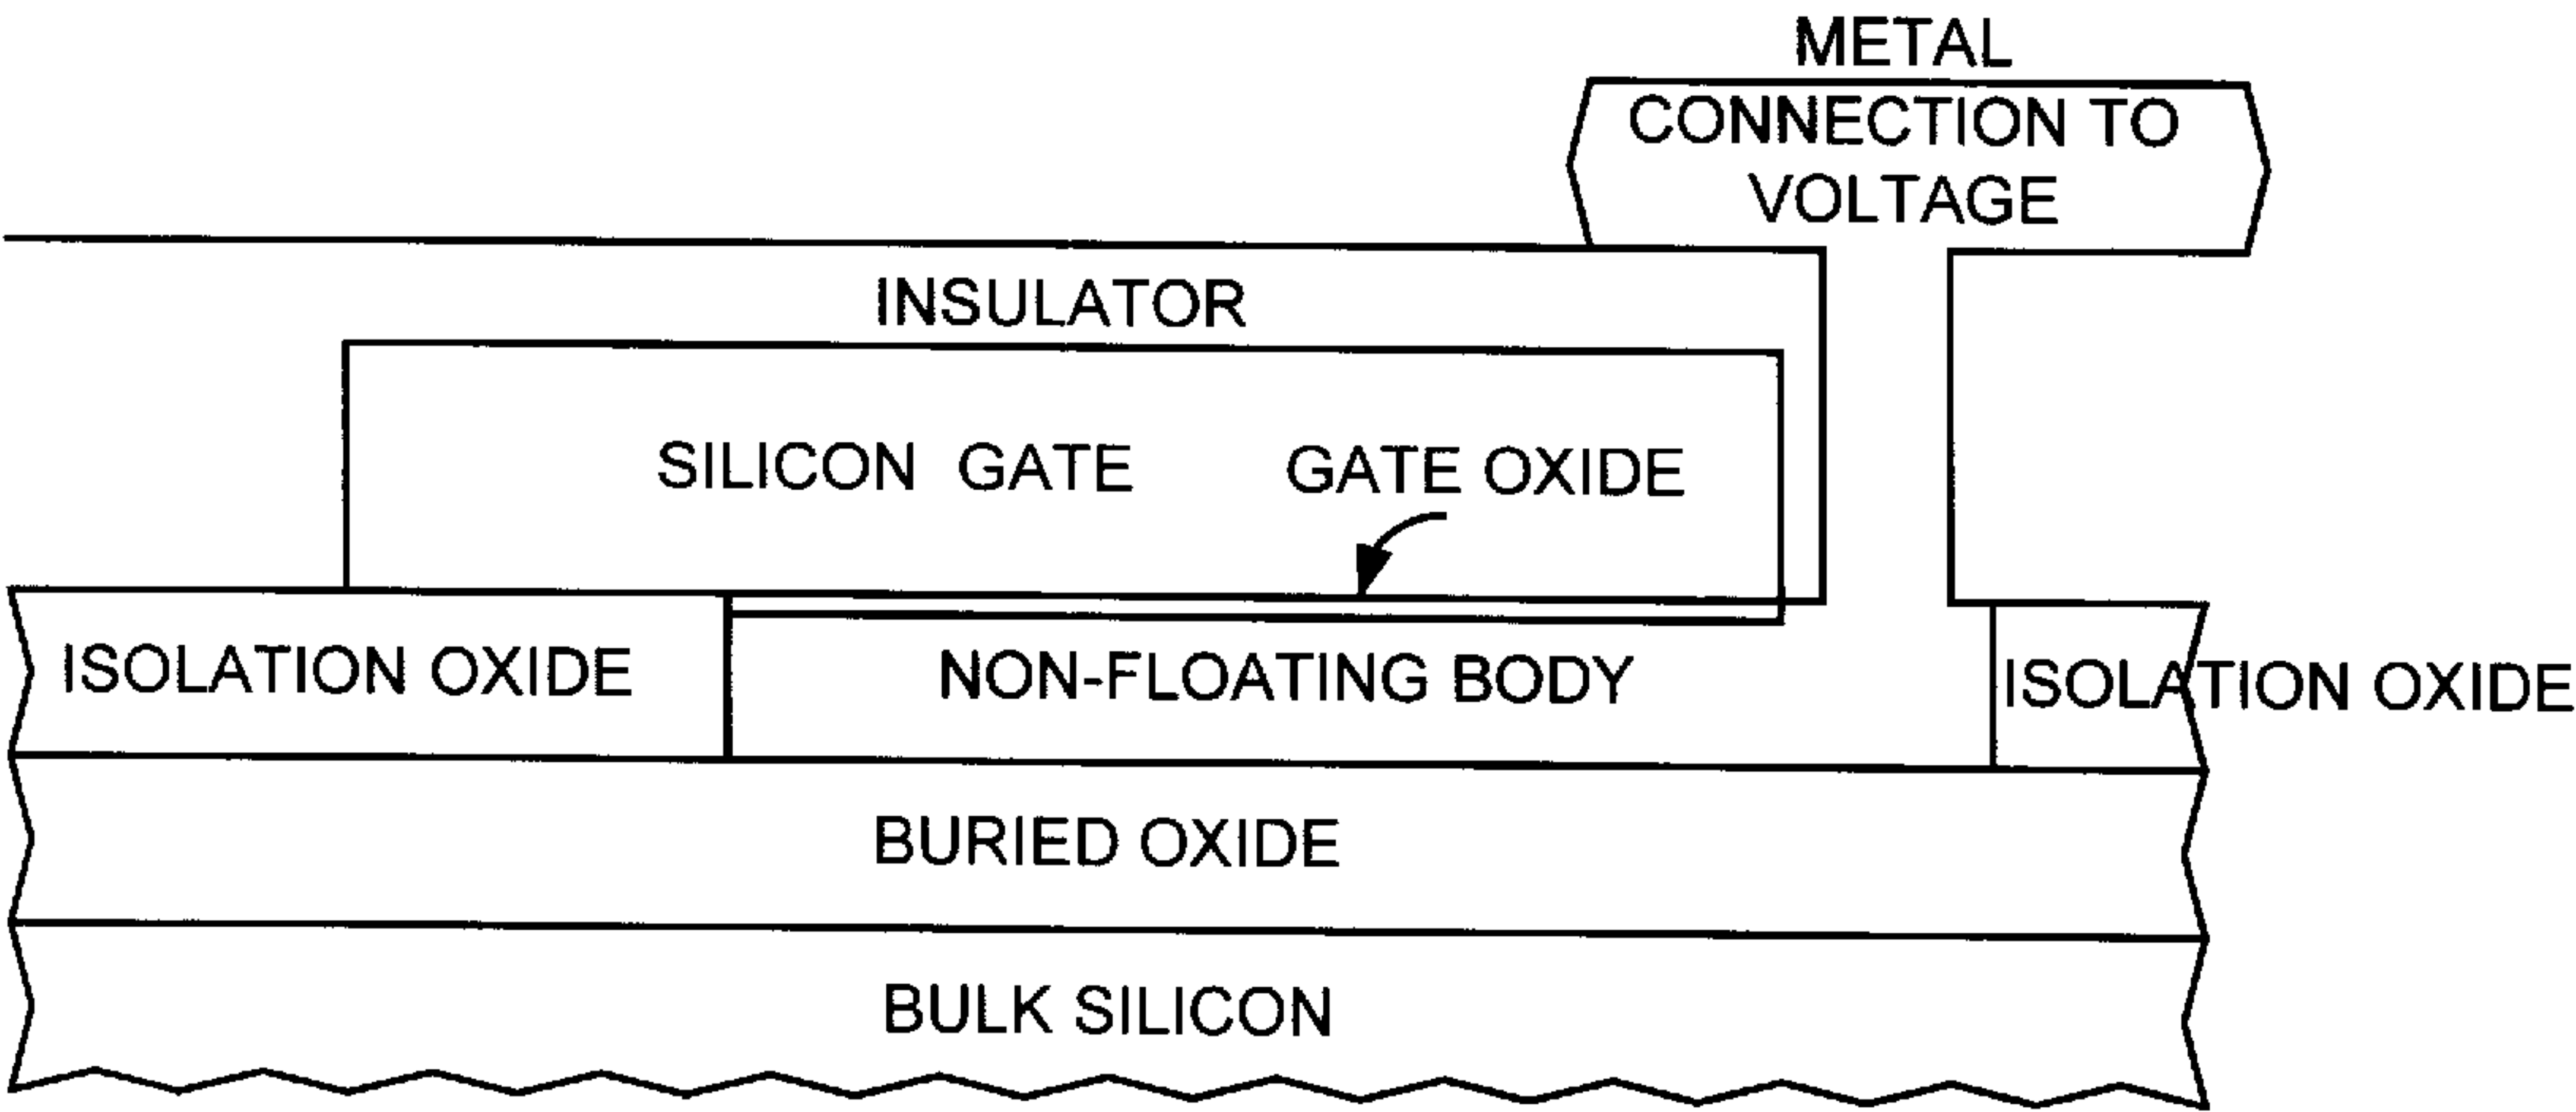 METAL
CONNECTION TO
VOLTAGE
INSULATOR
SILICON GATE
GATE OXIDE
ISOLATION OXIDE
NON-FLOATING BODY
ISOLATION OXIDE
BURIED OXIDE
BULK SILICON